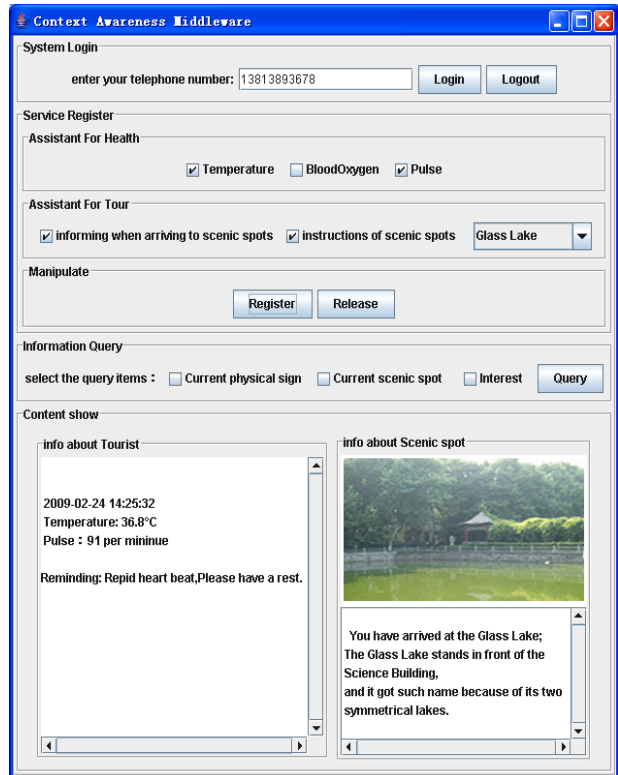 Context Awareness Middleware
System Login
enter your telephone number: 13813893678 Login Logout
Service Register
Assistant For Health
Temperature BloodOxygen Pulse
Assistant For Tour
informing when arriving to scenic spots instructions of scenic spots Glass Lake
Manipulate
Register Release
Information Query
select the query items： Current physical sign Current scenic spot Interest Query
Content show
info about Tourist
2009-02-24 14:25:32
Temperature: 36.8°C
Pulse：91 per mininue
Reminding: Repid heart beat,Please have a rest.
info about Scenic spot
You have arrived at the Glass Lake;
The Glass Lake stands in front of the
Science Building,
and it got such name because of its two
symmetrical lakes.